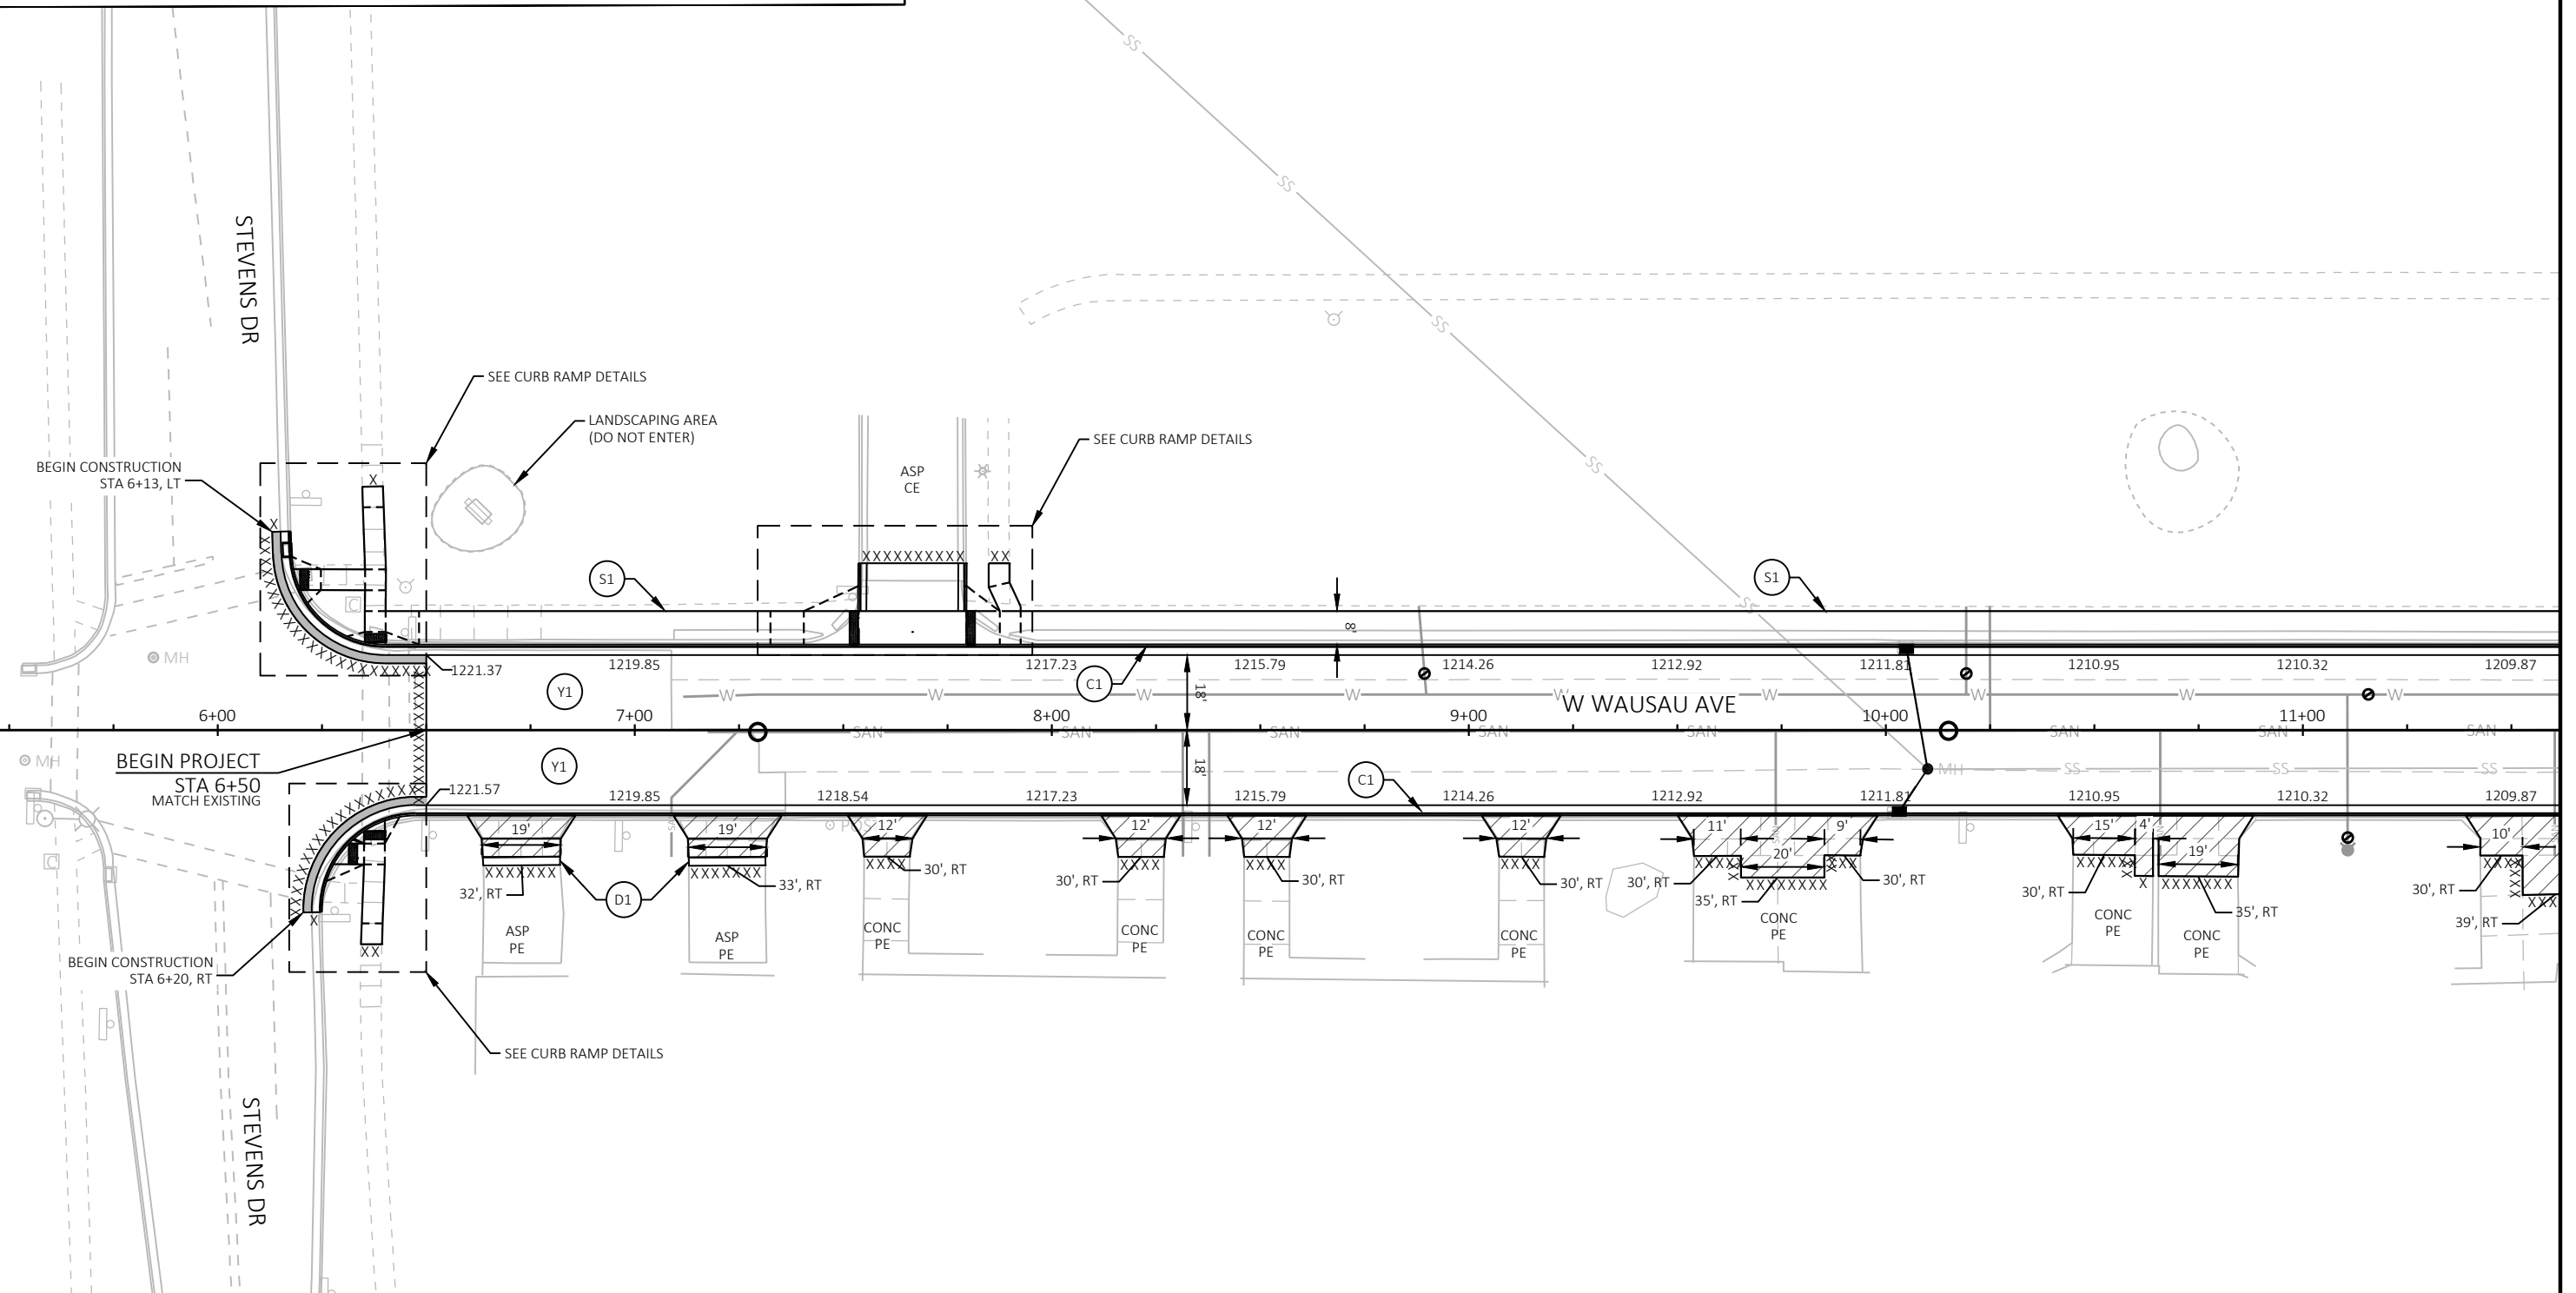 SS
SS
SS
SS
SS
STEVENS DR
SEE CURB RAMP DETAILS
LANDSCAPING AREA
(DO NOT ENTER)
SEE CURB RAMP DETAILS
BEGIN CONSTRUCTION
STA 6+13, LT
ASP
CE
X
X
XXXXXXXXXX
XX
S1
S1
C
8'
MH
1221.37
1219.85
1217.23
1215.79
1214.26
1212.92
1211.81
1210.95
1210.32
1209.87
Y1
C1
18'
W W W W W W W W W
W WAUSAU AVE
6+00
7+00
8+00
9+00
10+00
11+00
SAN SAN SAN SAN SAN SAN SAN SAN
MH
BEGIN PROJECT
STA 6+50
MATCH EXISTING
Y1
18'
C1
MH
SS SS SS
1221.57
1219.85
1218.54
1217.23
1215.79
1214.26
1212.92
1211.81
1210.95
1210.32
1209.87
19'
19'
12'
12'
12'
12'
11'
20'
9'
15'
4'
19'
10'
C
32', RT
D1
33', RT
30', RT
30', RT
30', RT
30', RT
30', RT
35', RT
30', RT
30', RT
35', RT
30', RT
39', RT
ASP
PE
ASP
PE
CONC
PE
CONC
PE
CONC
PE
CONC
PE
CONC
PE
CONC
PE
CONC
PE
XX
BEGIN CONSTRUCTION
STA 6+20, RT
SEE CURB RAMP DETAILS
STEVENS DR